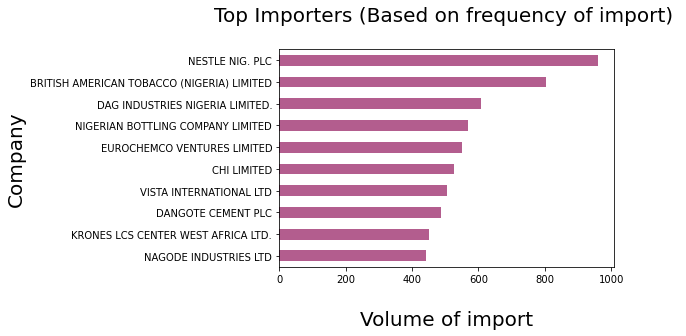 Top Importers (Based on frequency of import)
Company
NESTLE NIG. PLC
BRITISH AMERICAN TOBACCO (NIGERIA) LIMITED
DAG INDUSTRIES NIGERIA LIMITED.
NIGERIAN BOTTLING COMPANY LIMITED
EUROCHEMCO VENTURES LIMITED
CHI LIMITED
VISTA INTERNATIONAL LTD
DANGOTE CEMENT PLC
KRONES LCS CENTER WEST AFRICA LTD.
NAGODE INDUSTRIES LTD
0 200 400 600 800 1000
Volume of import